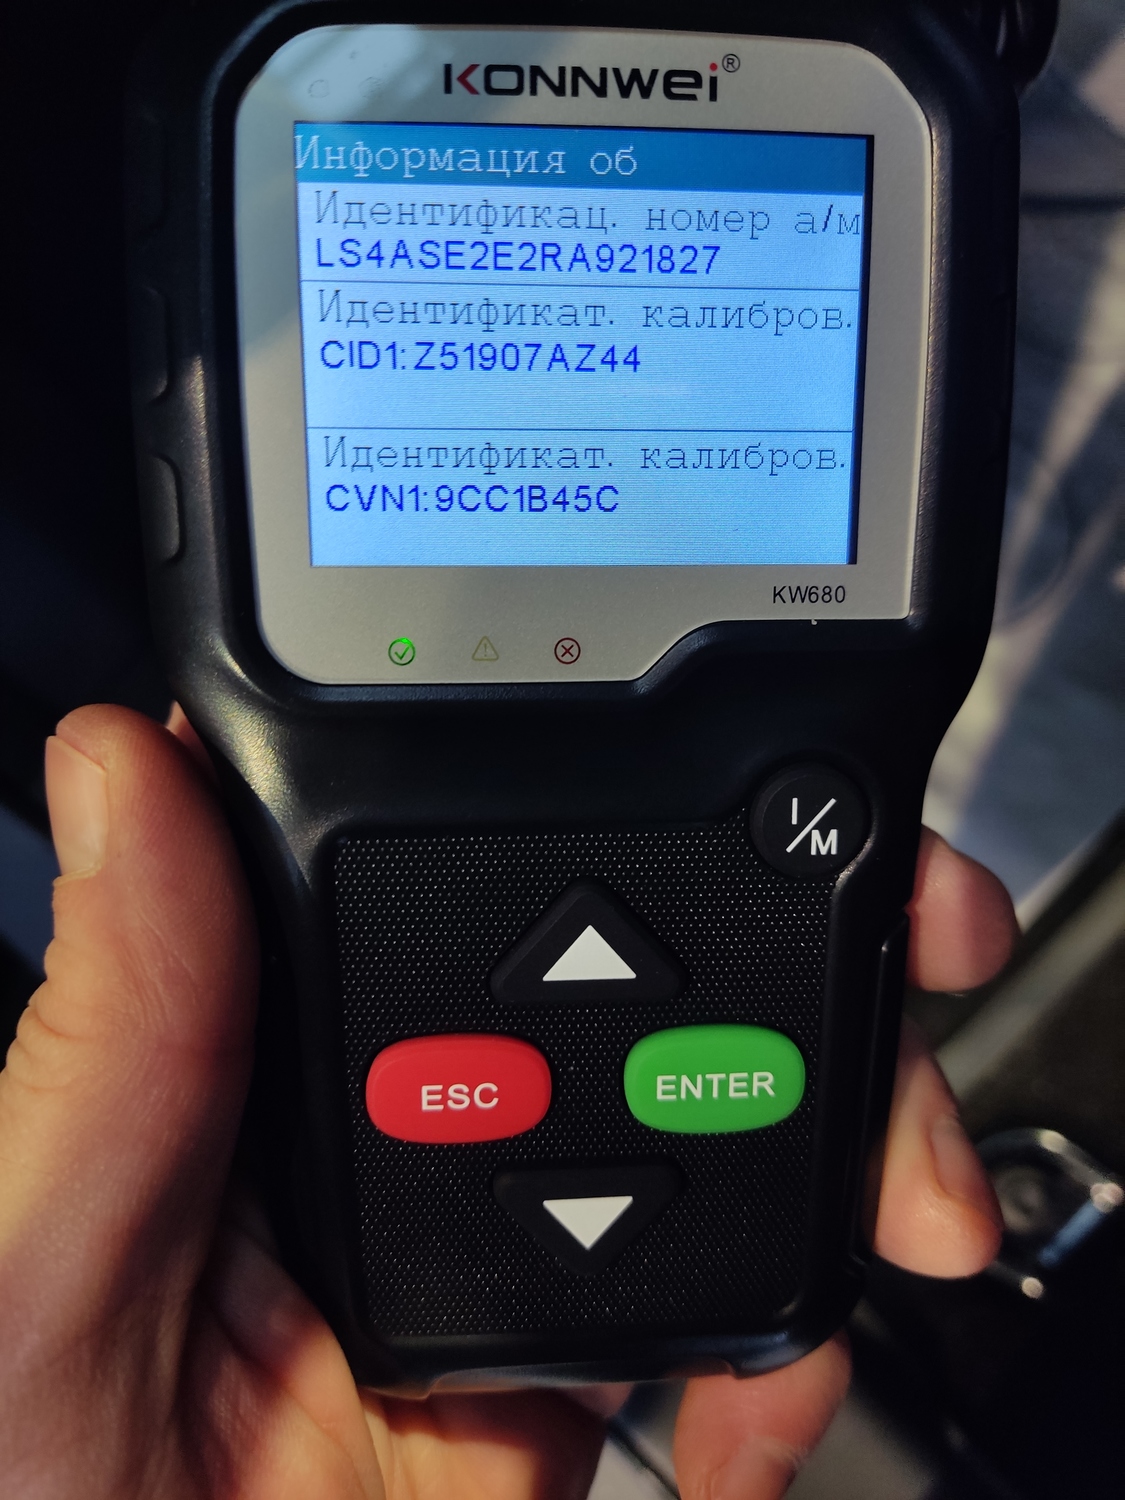 KONNWEI®
Информация об
Идентификац. номер а/м
LS4ASE2E2RA921827
Идентификат. калибров.
CID1:Z51907AZ44
Идентификат. калибров.
CVN1:9CC1B45C
KW680
I/M
ESC
ENTER